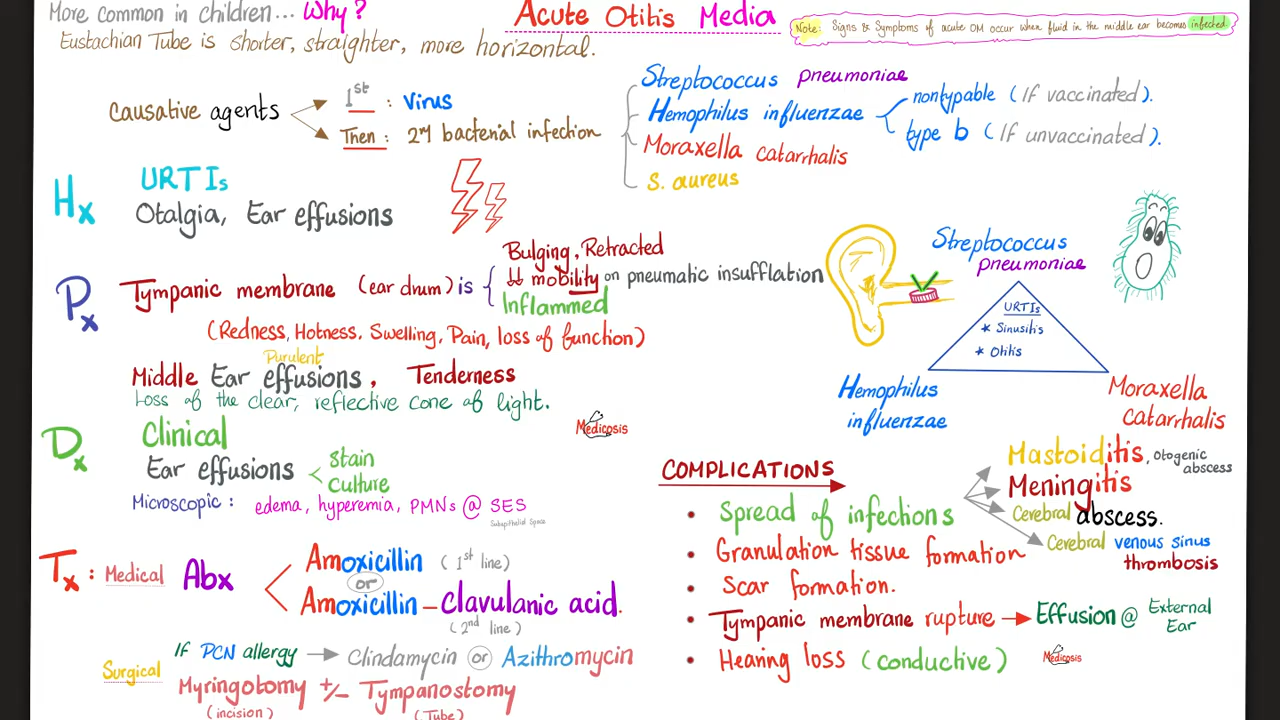 More Common in Children... Why?
Eustachian Tube is shorter, straighter, more horizontal.
Acute Otitis Media
Note: Signs & Symptoms of acute OM occur when fluid in the middle ear becomes infected.
Causative agents
1st : Virus
Then : 2ry bacterial infection
Streptococcus pneumoniae
Hemophilus influenzae
nontypable (If vaccinated).
type b (If unvaccinated).
Moraxella catarrhalis
S. aureus
Hx
URTIs
Otalgia, Ear effusions
Px
Tympanic membrane (ear drum) is
Bulging, Retracted
↓↓ mobility on pneumatic insufflation
Inflammed
(Redness, Hotness, Swelling, Pain, loss of function)
Purulent
Middle Ear effusions, Tenderness
Loss of the clear, reflective cone of light.
Streptococcus
pneumoniae
URTIs
* Sinusitis
* Otitis
Hemophilus
influenzae
Moraxella
catarrhalis
Medicosis
Dx
Clinical
Ear effusions
Stain
Culture
Microscopic : edema, hyperemia, PMNs @ SES
Subepithelial Space
Tx : Medical Abx
Amoxicillin (1st line)
or
Amoxicillin – clavulanic acid.
(2nd line)
If PCN allergy → Clindamycin or Azithromycin
Surgical
Myringotomy +/- Tympanostomy
(incision) (Tube)
COMPLICATIONS
• Spread of infections
Mastoiditis, otogenic
abscess
Meningitis
Cerebral abscess.
Cerebral venous sinus
thrombosis
• Granulation tissue formation
• Scar formation.
• Tympanic membrane rupture → Effusion @ External
Ear
• Hearing loss (conductive)
Medicosis